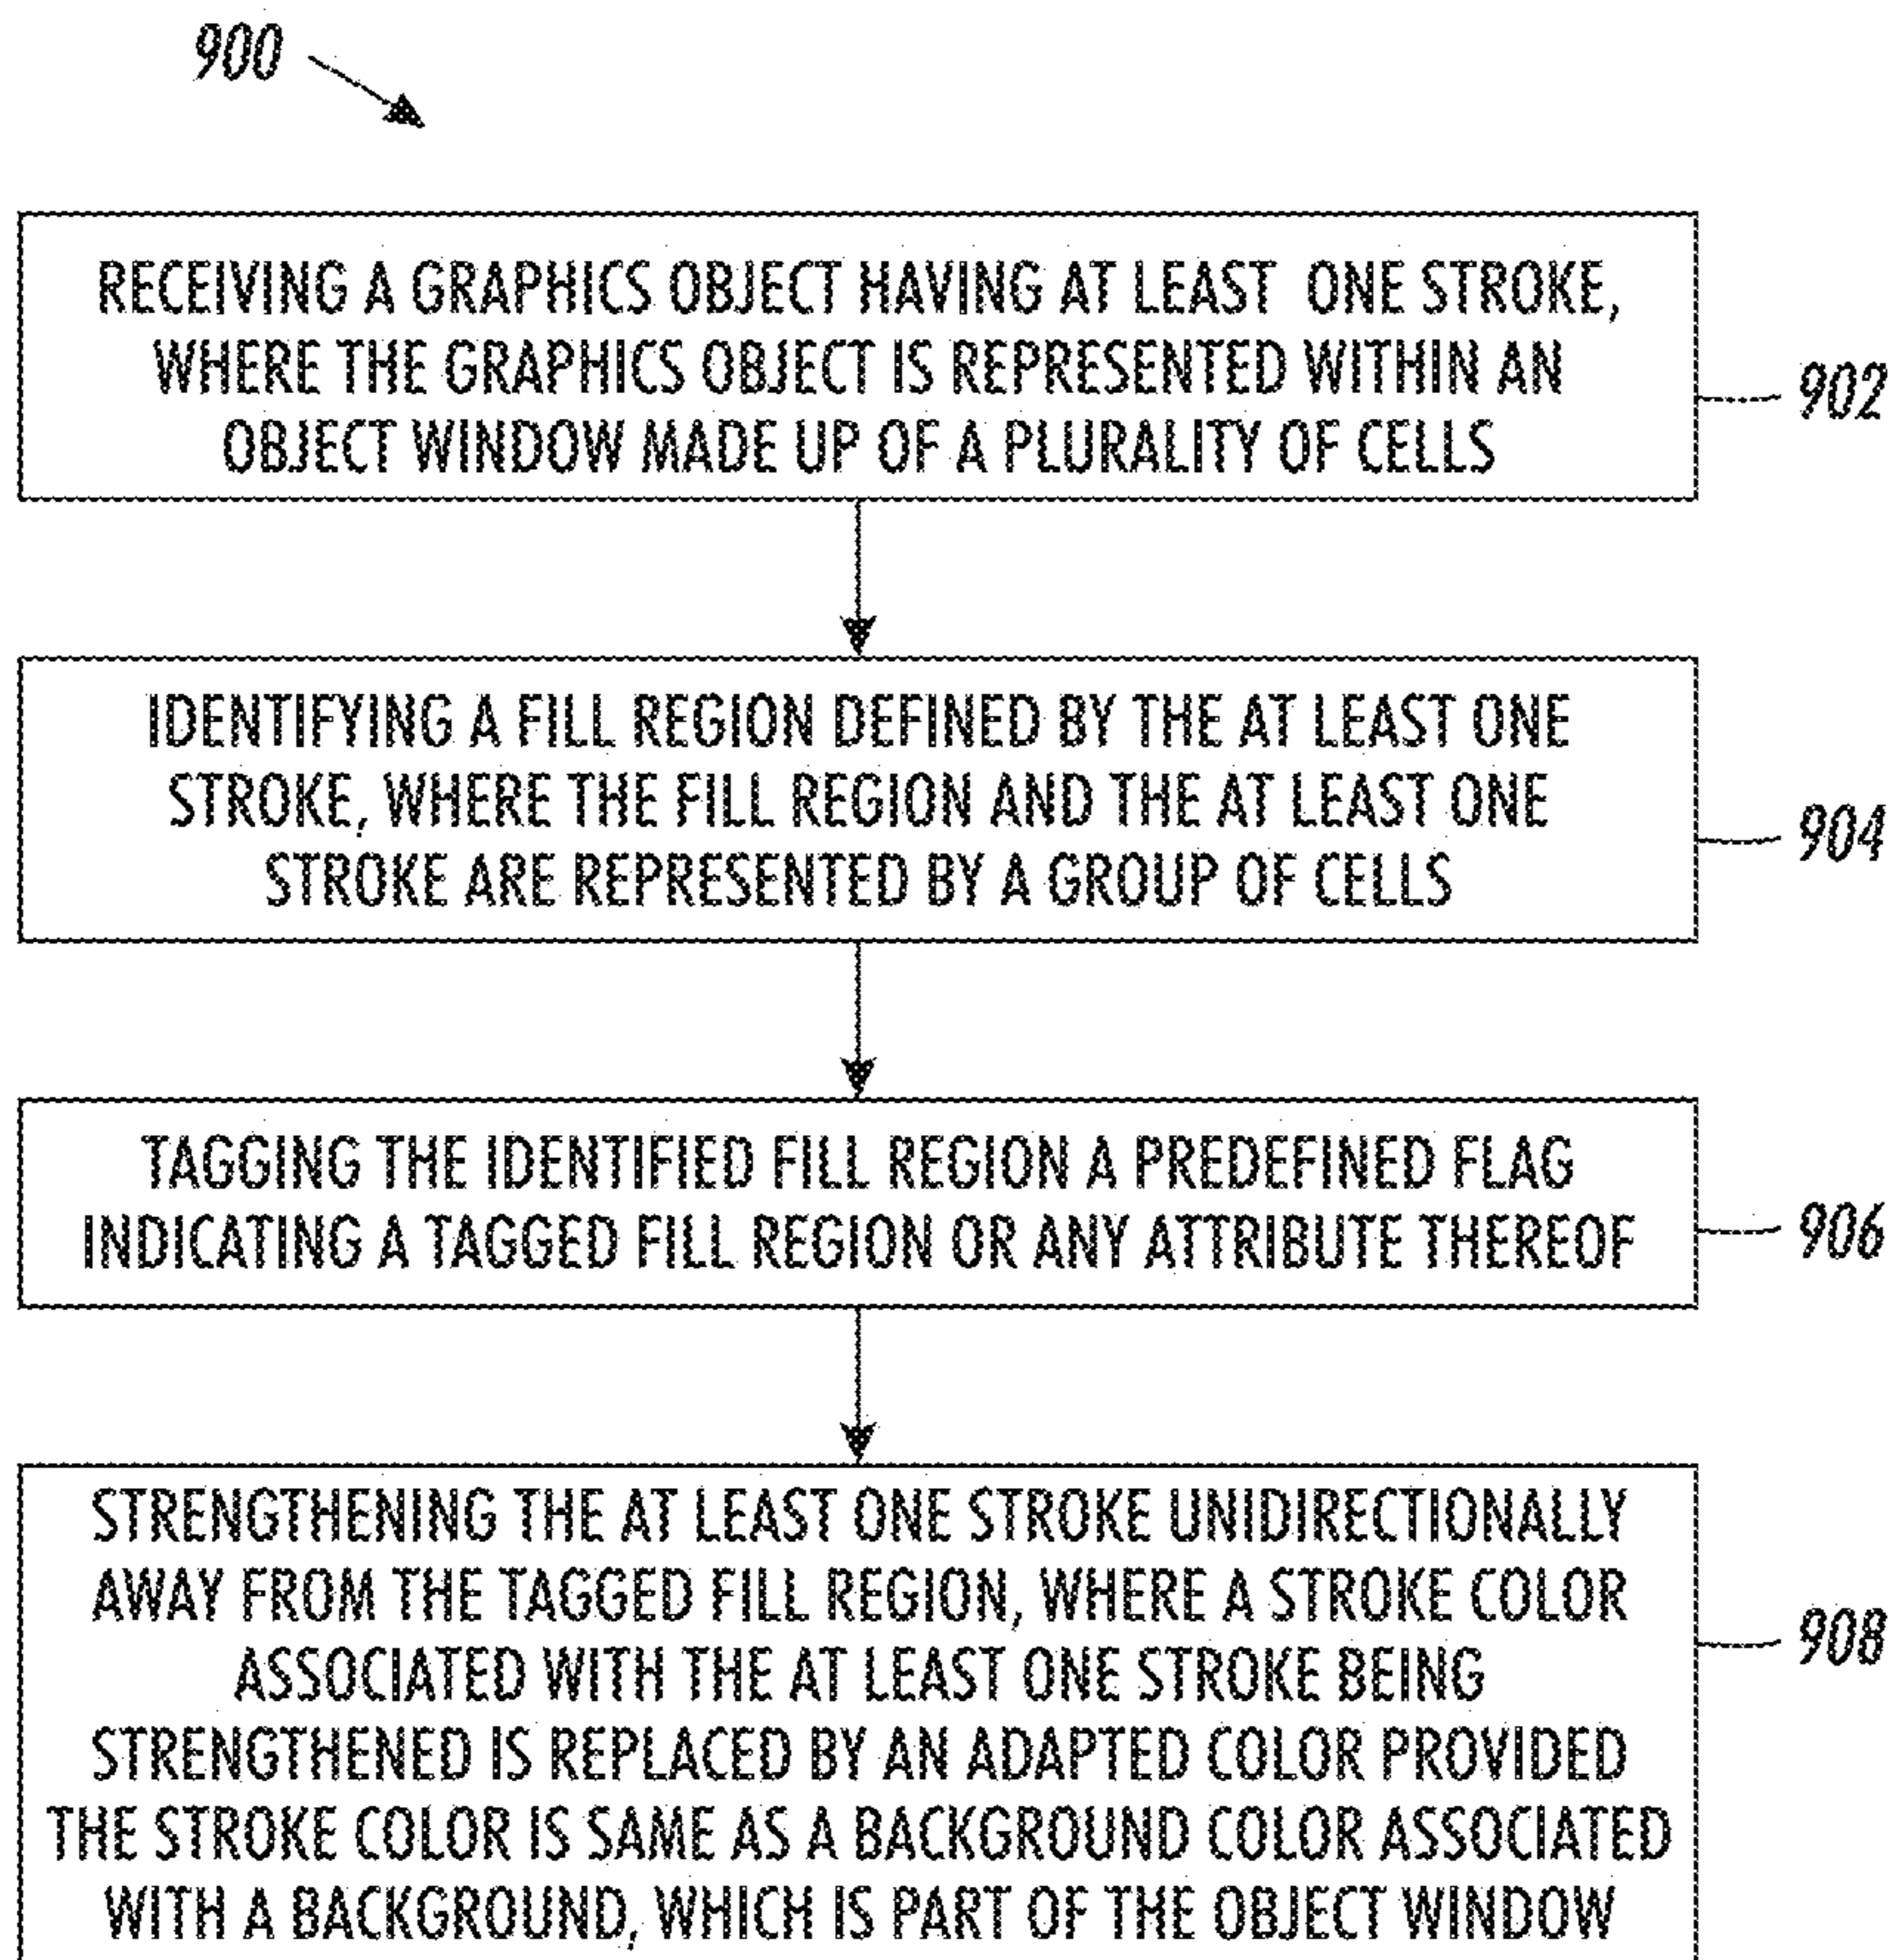 900
RECEIVING A GRAPHICS OBJECT HAVING AT LEAST ONE STROKE,
WHERE THE GRAPHICS OBJECT IS REPRESENTED WITHIN AN
OBJECT WINDOW MADE UP OF A PLURALITY OF CELLS
902
IDENTIFYING A FILL REGION DEFINED BY THE AT LEAST ONE
STROKE, WHERE THE FILL REGION AND THE AT LEAST ONE
STROKE ARE REPRESENTED BY A GROUP OF CELLS
904
TAGGING THE IDENTIFIED FILL REGION A PREDEFINED FLAG
INDICATING A TAGGED FILL REGION OR ANY ATTRIBUTE THEREOF
906
STRENGTHENING THE AT LEAST ONE STROKE UNIDIRECTIONALLY
AWAY FROM THE TAGGED FILL REGION, WHERE A STROKE COLOR
ASSOCIATED WITH THE AT LEAST ONE STROKE BEING
STRENGTHENED IS REPLACED BY AN ADAPTED COLOR PROVIDED
THE STROKE COLOR IS SAME AS A BACKGROUND COLOR ASSOCIATED
WITH A BACKGROUND, WHICH IS PART OF THE OBJECT WINDOW
908